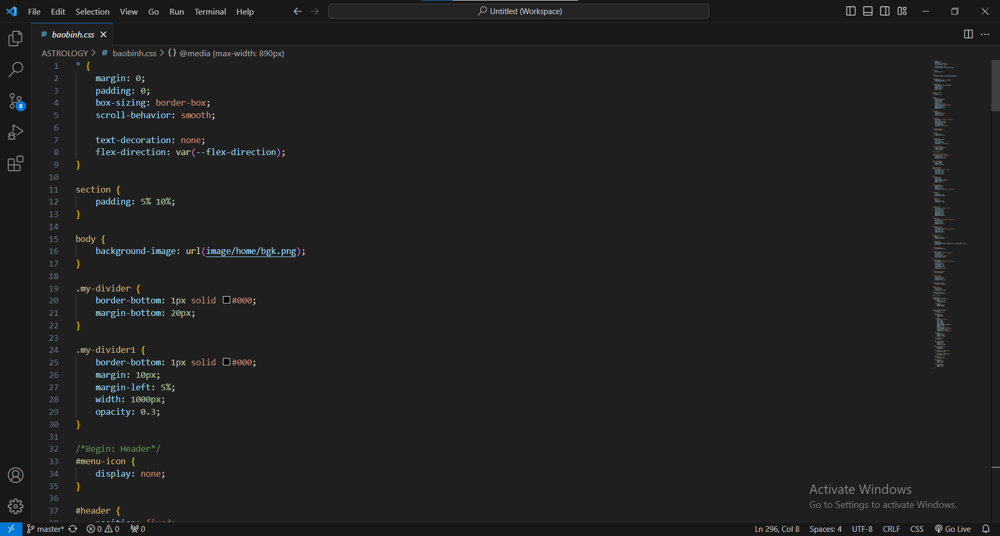 File Edit Selection View Go Run Terminal Help
Untitled (Workspace)
# baobinh.css
ASTROLOGY > # baobinh.css > {} @media (max-width: 890px)
1 * {
2 margin: 0;
3 padding: 0;
4 box-sizing: border-box;
5 scroll-behavior: smooth;
6
7 text-decoration: none;
8 flex-direction: var(--flex-direction);
9 }
10
11 section {
12 padding: 5% 10%;
13 }
14
15 body {
16 background-image: url(image/home/bgk.png);
17 }
18
19 .my-divider {
20 border-bottom: 1px solid #000;
21 margin-bottom: 20px;
22 }
23
24 .my-divider1 {
25 border-bottom: 1px solid #000;
26 margin: 10px;
27 margin-left: 5%;
28 width: 1000px;
29 opacity: 0.3;
30 }
31
32 /*Begin: Header*/
33 #menu-icon {
34 display: none;
35 }
36
37 #header {
38 position: fixed;
8
Activate Windows
Go to Settings to activate Windows.
master* 0 0 0 Ln 296, Col 8 Spaces: 4 UTF-8 CRLF CSS Go Live